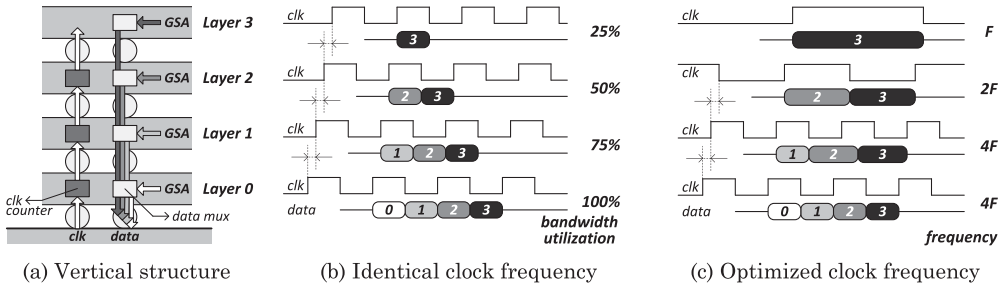 GSA Layer 3
GSA Layer 2
GSA Layer 1
GSA Layer 0
clk
counter
data mux
clk data
(a) Vertical structure
clk
3
25%
clk
2 3
50%
clk
1 2 3
75%
clk
data 0 1 2 3
100%
bandwidth
utilization
(b) Identical clock frequency
clk
3
F
clk
2 3
2F
clk
1 2 3
4F
clk
data 0 1 2 3
4F
frequency
(c) Optimized clock frequency